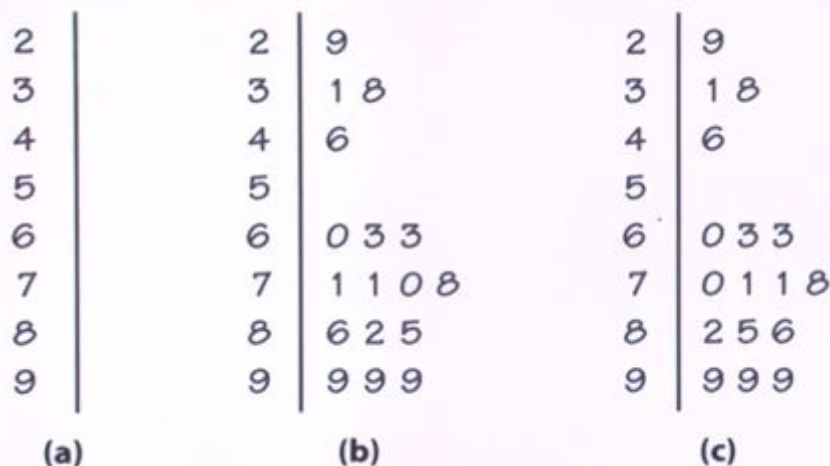 2 2 9 2 9
3 3 1 8 3 1 8
4 4 6 4 6
5 5 5
6 6 0 3 3 6 0 3 3
7 7 1 1 0 8 7 0 1 1 8
8 8 6 2 5 8 2 5 6
9 9 9 9 9 9 9 9 9
(a) (b) (c)